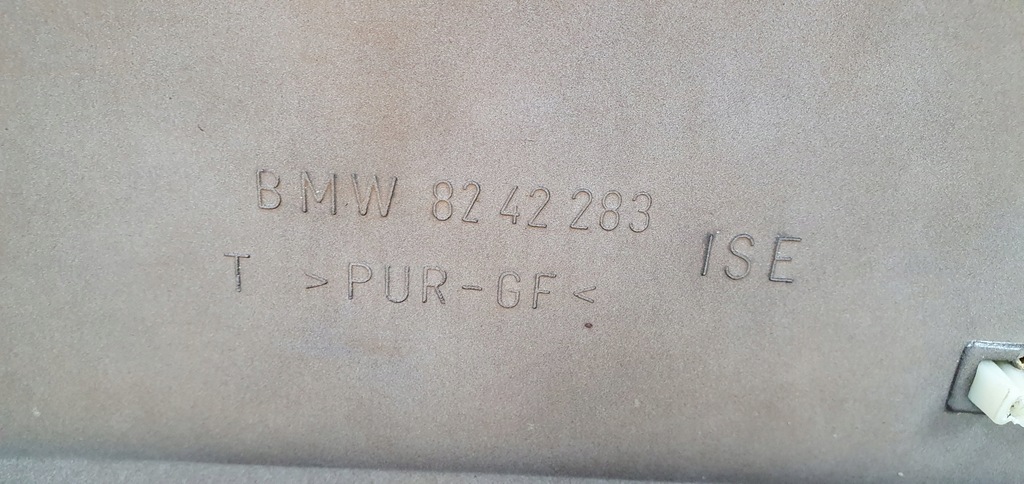 BMW 82 42 283
ISE
T >PUR-GF<